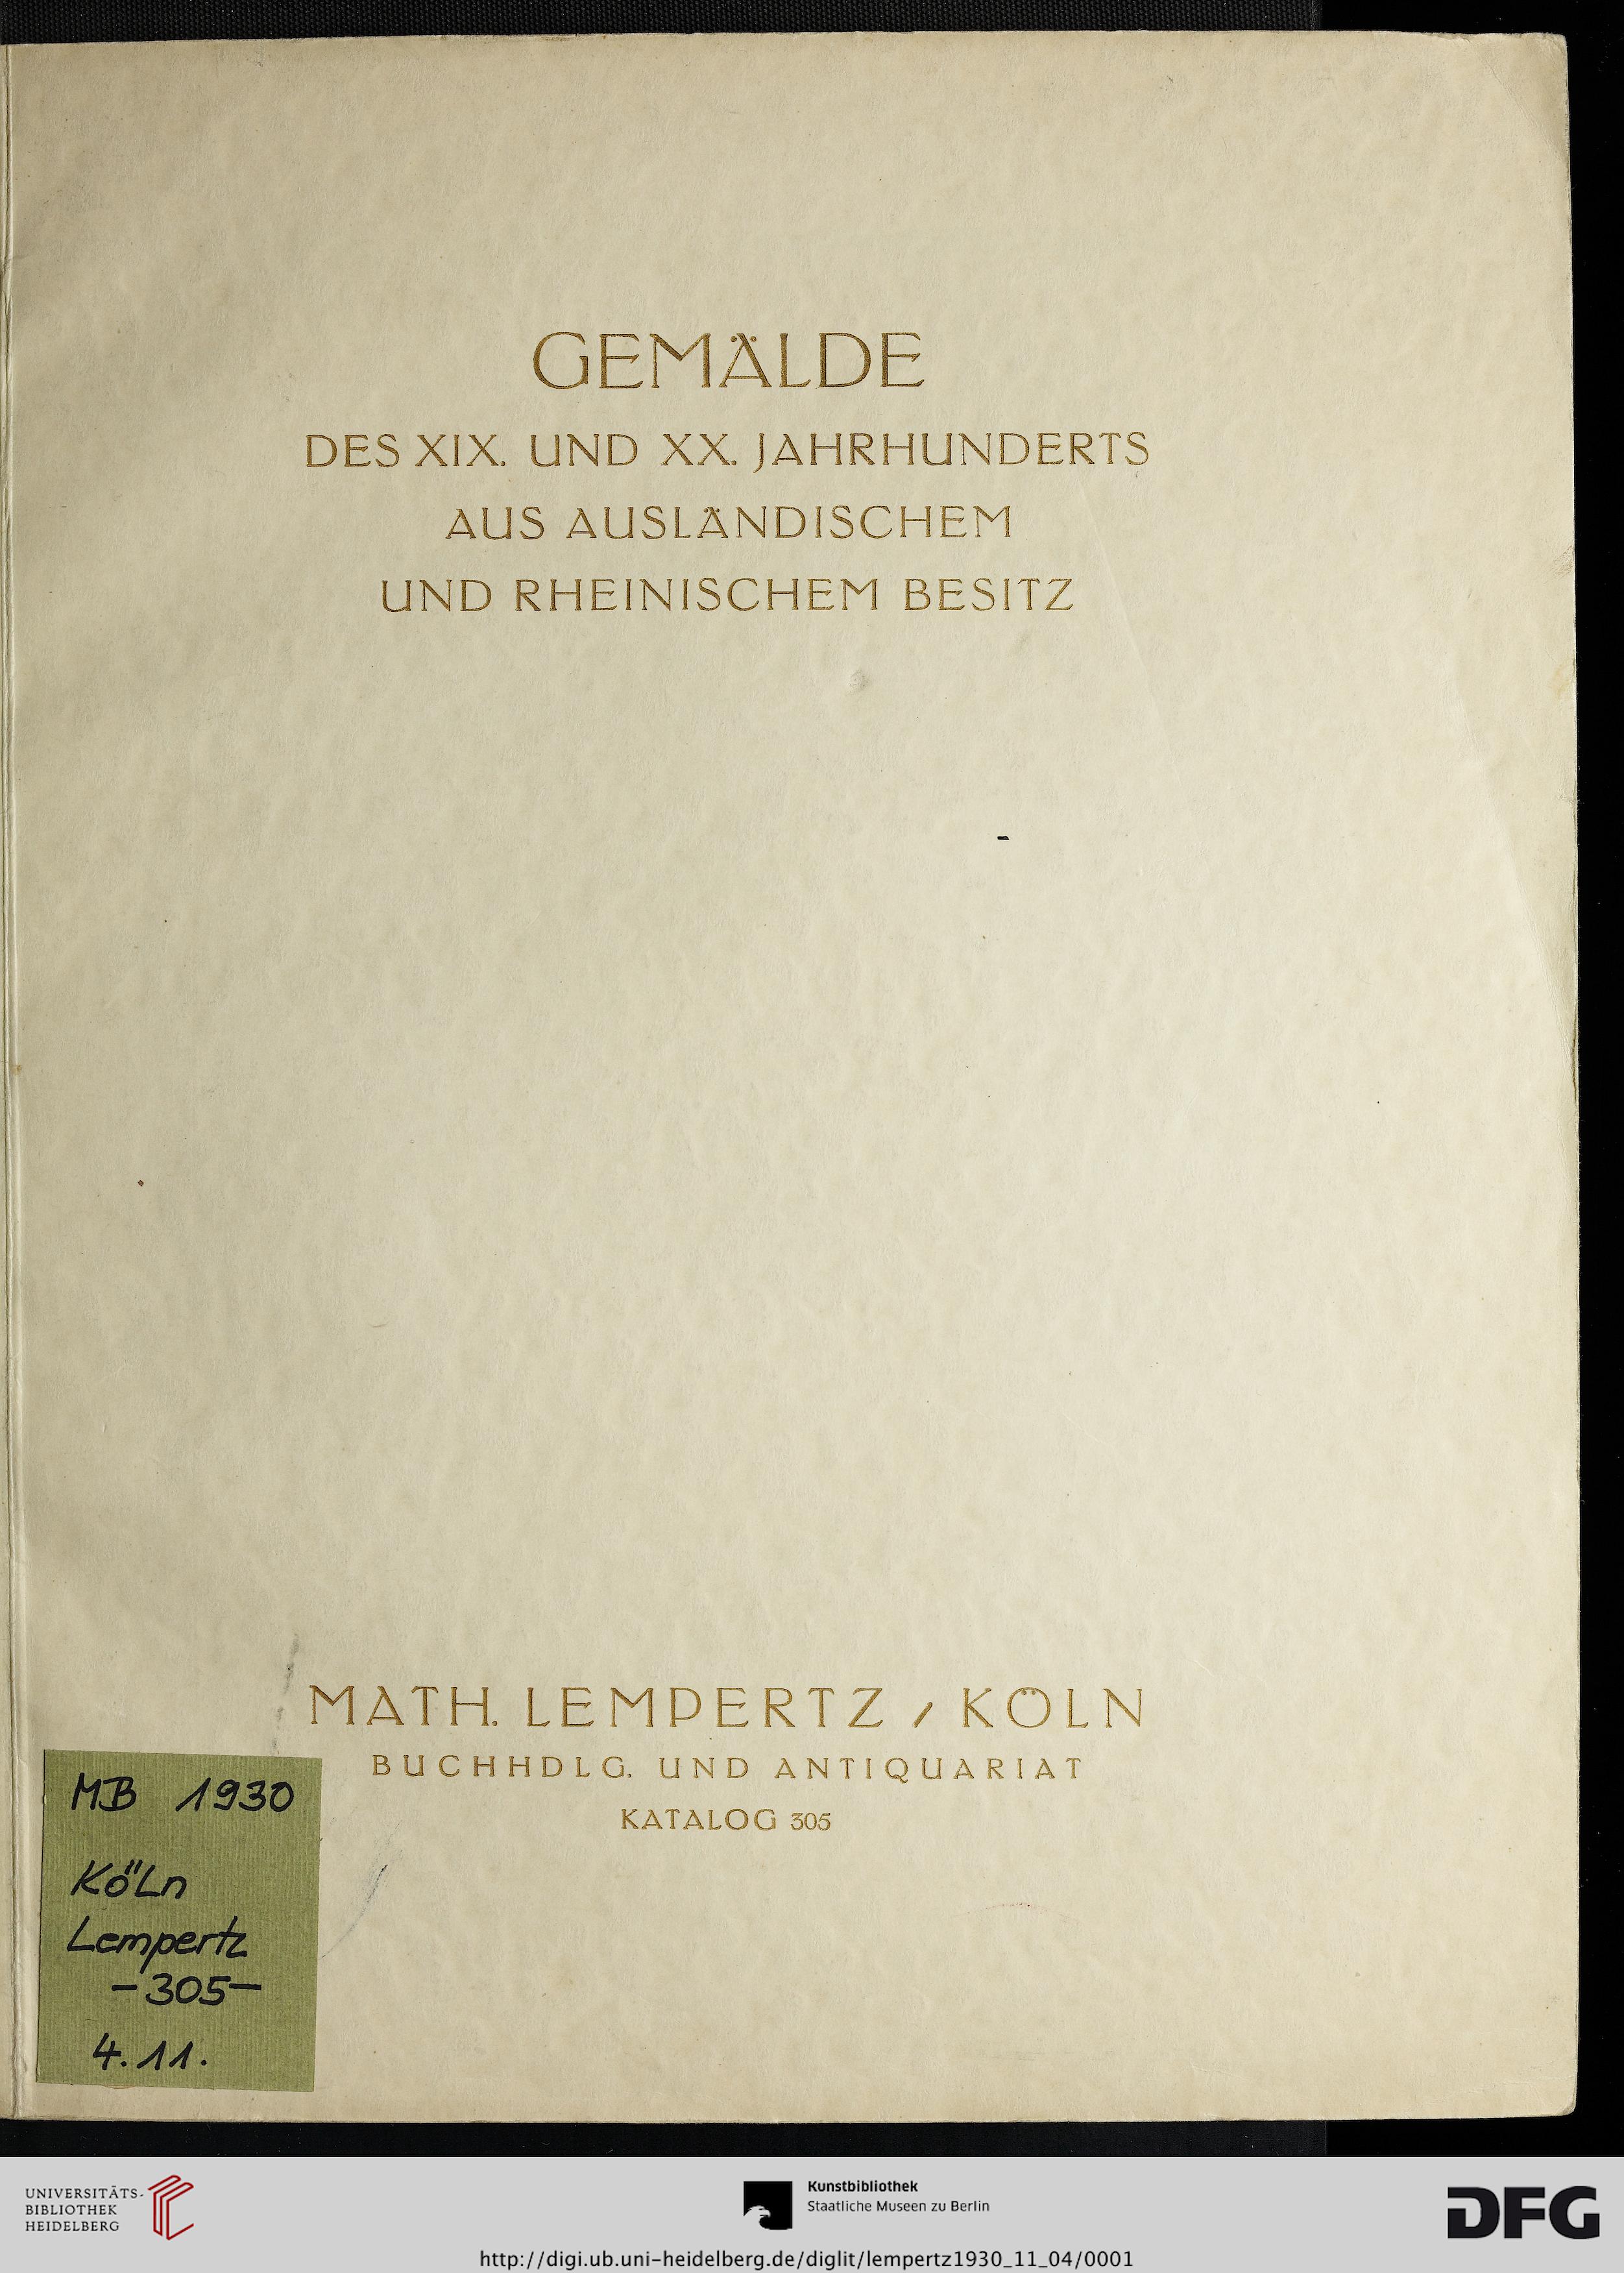 GEMÄLDE
DES XIX. UND XX. JAHRHUNDERTS
AUS AUSLÄNDISCHEM
UND RHEINISCHEM BESITZ
MATH. LEMPERTZ / KÖLN
BUCHHDLG. UND ANTIQUARIAT
KATALOG 305
MB 1930
Köln
Lempertz
-305-
4.11.
UNIVERSITÄTS-
BIBLIOTHEK
HEIDELBERG
Kunstbibliothek
Staatliche Museen zu Berlin
DFG
http://digi.ub.uni-heidelberg.de/diglit/lempertz1930_11_04/0001